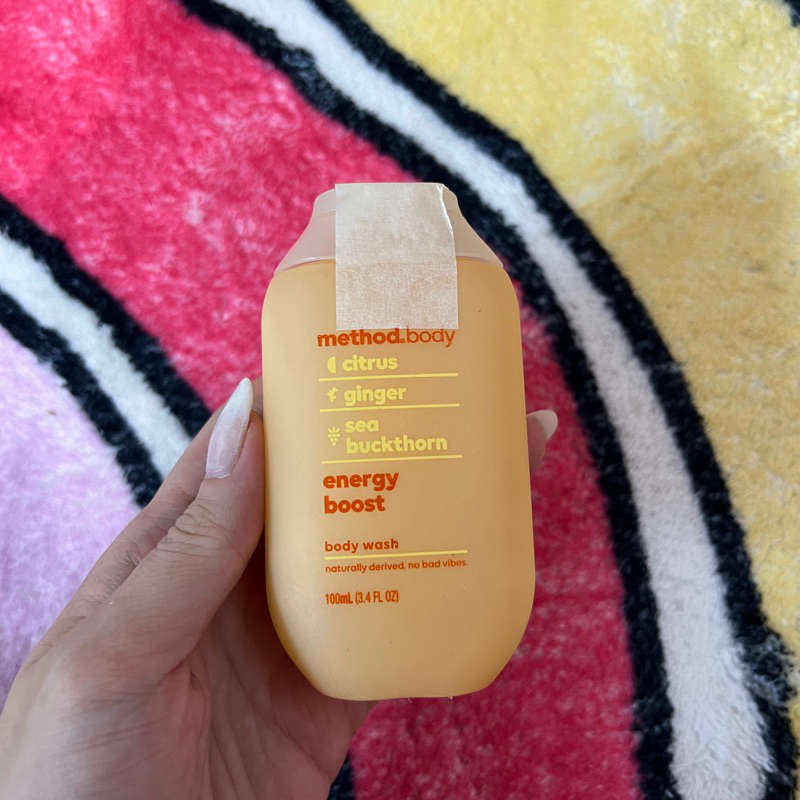 method.body
citrus
ginger
sea
buckthorn
energy
boost
body wash
naturally derived, no bad vibes.
100mL (3.4 FL OZ)